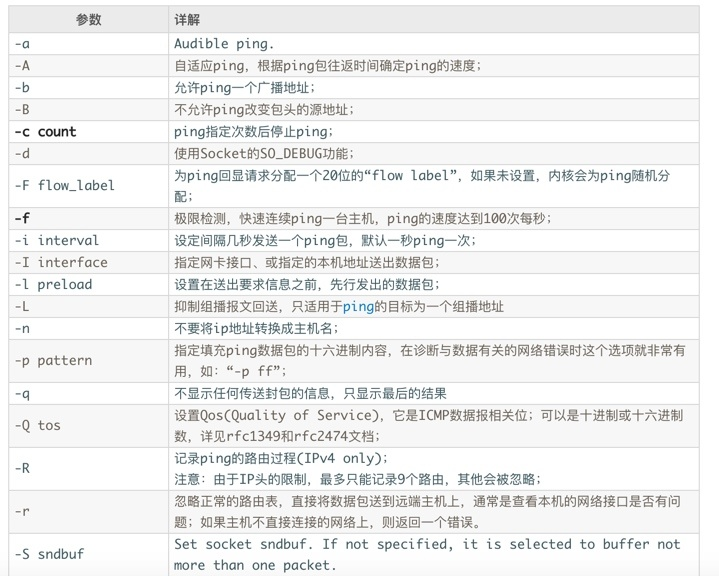 参数 详解
-a Audible ping.
-A 自适应ping，根据ping包往返时间确定ping的速度；
-b 允许ping一个广播地址；
-B 不允许ping改变包头的源地址；
-c count ping指定次数后停止ping；
-d 使用Socket的SO_DEBUG功能；
-F flow_label 为ping回显请求分配一个20位的“flow label”，如果未设置，内核会为ping随机分
配；
-f 极限检测，快速连续ping一台主机，ping的速度达到100次每秒；
-i interval 设定间隔几秒发送一个ping包，默认一秒ping一次；
-I interface 指定网卡接口、或指定的本机地址送出数据包；
-l preload 设置在送出要求信息之前，先行发出的数据包；
-L 抑制组播报文回送，只适用于ping的目标为一个组播地址
-n 不要将ip地址转换成主机名；
-p pattern 指定填充ping数据包的十六进制内容，在诊断与数据有关的网络错误时这个选项就非常有
用，如：“-p ff”；
-q 不显示任何传送封包的信息，只显示最后的结果
-Q tos 设置Qos(Quality of Service)，它是ICMP数据报相关位；可以是十进制或十六进制
数，详见rfc1349和rfc2474文档；
-R 记录ping的路由过程(IPv4 only)；
注意：由于IP头的限制，最多只能记录9个路由，其他会被忽略；
-r 忽略正常的路由表，直接将数据包送到远端主机上，通常是查看本机的网络接口是否有问
题；如果主机不直接连接的网络上，则返回一个错误。
-S sndbuf Set socket sndbuf. If not specified, it is selected to buffer not
more than one packet.